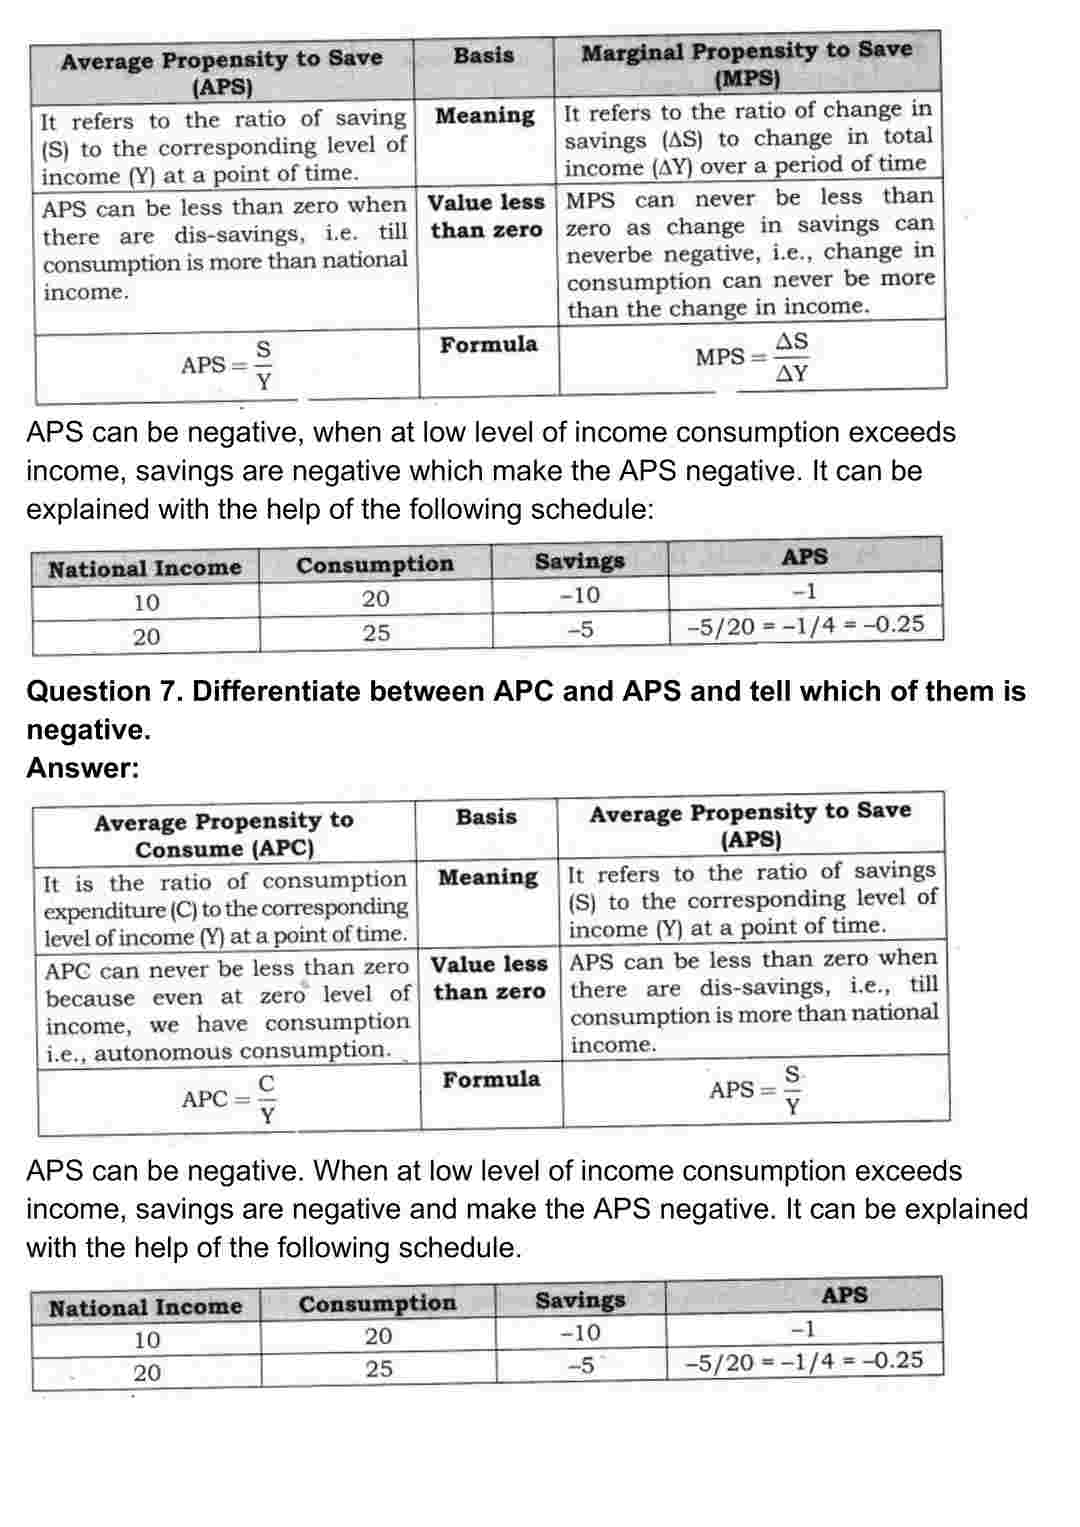 Average Propensity to Save
(APS)
Basis
Marginal Propensity to Save
(MPS)
It refers to the ratio of saving
(S) to the corresponding level of
income (Y) at a point of time.
Meaning
It refers to the ratio of change in
savings (ΔS) to change in total
income (ΔY) over a period of time
APS can be less than zero when
there are dis-savings, i.e. till
consumption is more than national
income.
Value less
than zero
MPS can never be less than
zero as change in savings can
neverbe negative, i.e., change in
consumption can never be more
than the change in income.
APS = S/Y
Formula
MPS = ΔS/ΔY
APS can be negative, when at low level of income consumption exceeds
income, savings are negative which make the APS negative. It can be
explained with the help of the following schedule:
National Income Consumption Savings APS
10 20 –10 –1
20 25 –5 –5/20 = –1/4 = –0.25
Question 7. Differentiate between APC and APS and tell which of them is
negative.
Answer:
Average Propensity to
Consume (APC)
Basis
Average Propensity to Save
(APS)
It is the ratio of consumption
expenditure (C) to the corresponding
level of income (Y) at a point of time.
Meaning
It refers to the ratio of savings
(S) to the corresponding level of
income (Y) at a point of time.
APC can never be less than zero
because even at zero level of
income, we have consumption
i.e., autonomous consumption.
Value less
than zero
APS can be less than zero when
there are dis-savings, i.e., till
consumption is more than national
income.
APC = C/Y
Formula
APS = S/Y
APS can be negative. When at low level of income consumption exceeds
income, savings are negative and make the APS negative. It can be explained
with the help of the following schedule.
National Income Consumption Savings APS
10 20 –10 –1
20 25 –5 –5/20 = –1/4 = –0.25